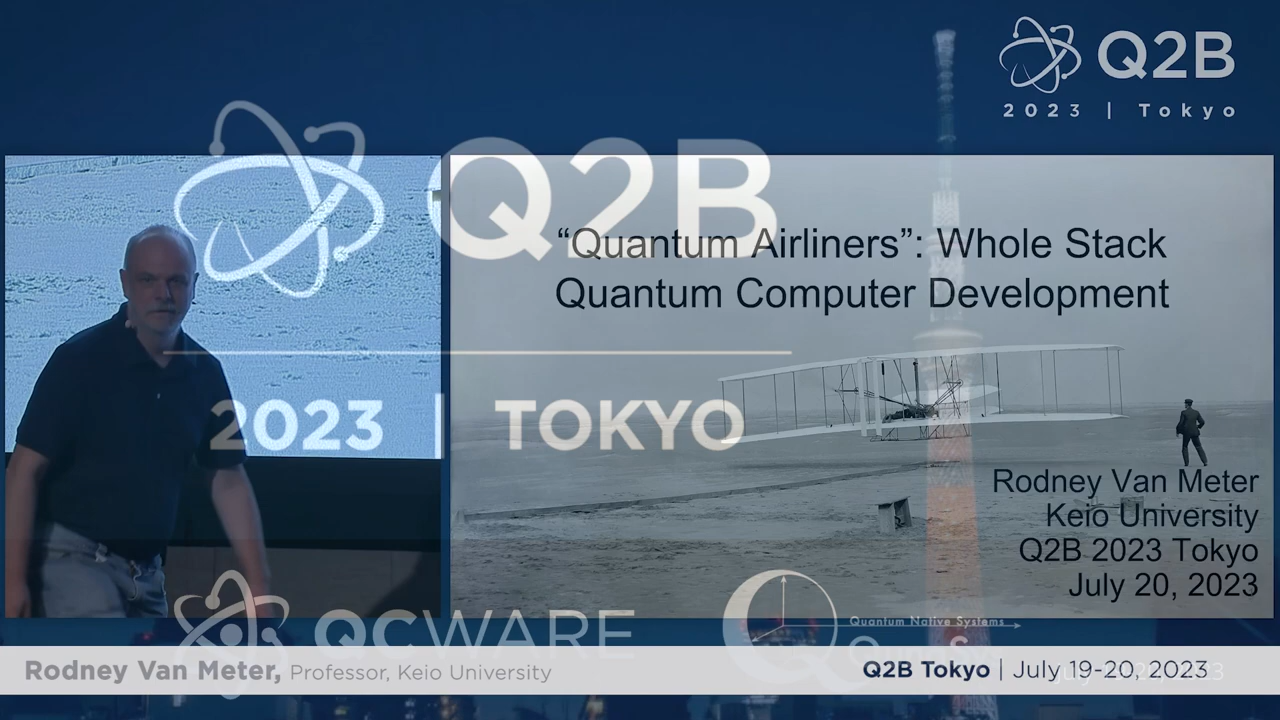 Q2B
2023 | Tokyo
Q2B
2023 | TOKYO
“Quantum Airliners”: Whole Stack
Quantum Computer Development
Rodney Van Meter
Keio University
Q2B 2023 Tokyo
July 20, 2023
QCWARE
Quantum Native Systems
Rodney Van Meter, Professor, Keio University
Q2B Tokyo | July 19-20, 2023